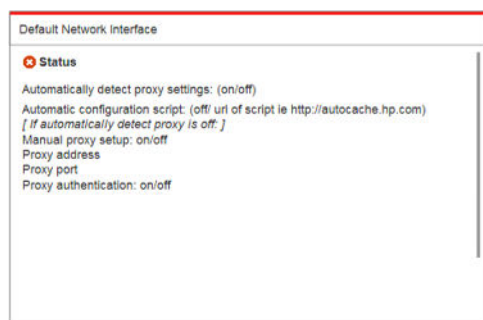 Default Network Interface
Status
Automatically detect proxy settings: (on/off)
Automatic configuration script: (off/ url of script ie http://autocache.hp.com)
[ If automatically detect proxy is off: ]
Manual proxy setup: on/off
Proxy address
Proxy port
Proxy authentication: on/off